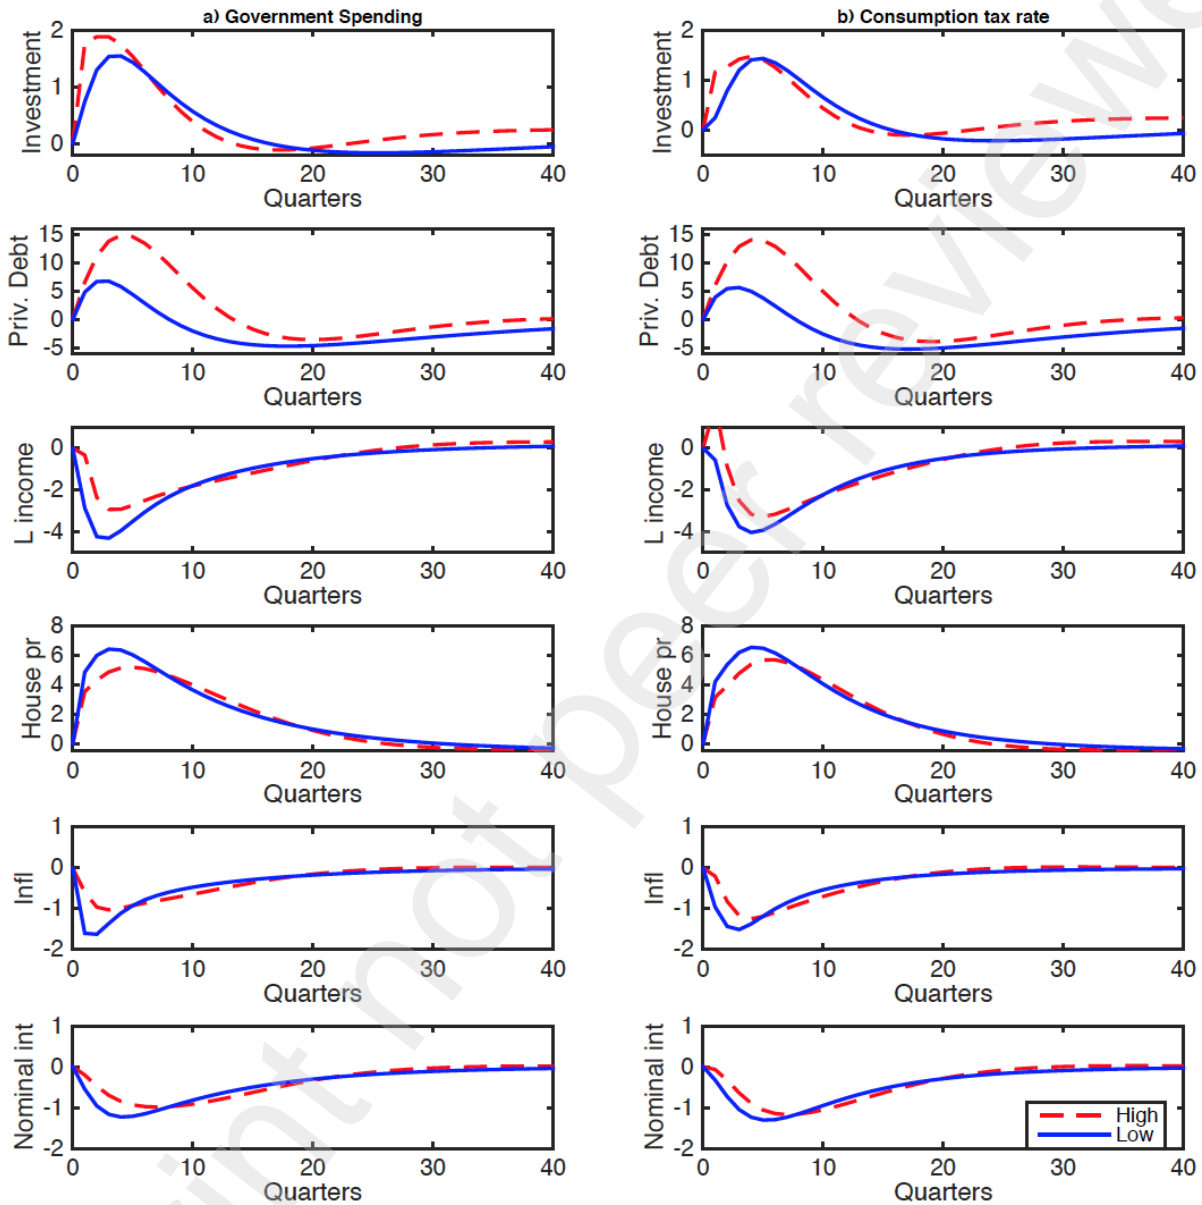 a) Government Spending
b) Consumption tax rate
Investment
2
1
0
0 10 20 30 40
Quarters
Investment
2
1
0
0 10 20 30 40
Quarters
Priv. Debt
15
10
5
0
-5
0 10 20 30 40
Quarters
Priv. Debt
15
10
5
0
-5
0 10 20 30 40
Quarters
L income
0
-2
-4
0 10 20 30 40
Quarters
L income
0
-2
-4
0 10 20 30 40
Quarters
House pr
8
6
4
2
0
0 10 20 30 40
Quarters
House pr
8
6
4
2
0
0 10 20 30 40
Quarters
Infl
1
0
-1
-2
0 10 20 30 40
Quarters
Infl
1
0
-1
-2
0 10 20 30 40
Quarters
Nominal int
1
0
-1
-2
0 10 20 30 40
Quarters
Nominal int
1
0
-1
-2
0 10 20 30 40
Quarters
High
Low
rint not peer reviewe